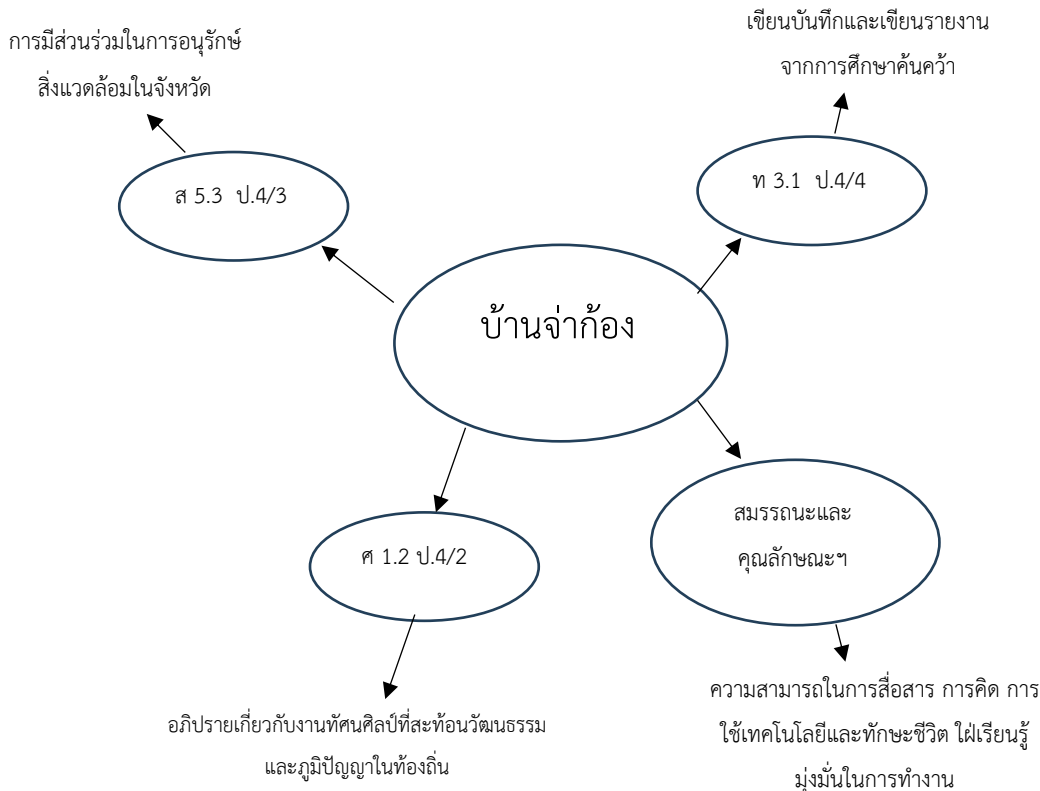 การมีส่วนร่วมในการอนุรักษ์
สิ่งแวดล้อมในจังหวัด
เขียนบันทึกและเขียนรายงาน
จากการศึกษาค้นคว้า
ส 5.3 ป.4/3
ท 3.1 ป.4/4
บ้านจ่าก้อง
ศ 1.2 ป.4/2
สมรรถนะและ
คุณลักษณะฯ
อภิปรายเกี่ยวกับงานทัศนศิลป์ที่สะท้อนวัฒนธรรม
และภูมิปัญญาในท้องถิ่น
ความสามารถในการสื่อสาร การคิด การ
ใช้เทคโนโลยีและทักษะชีวิต ใฝ่เรียนรู้
มุ่งมั่นในการทำงาน